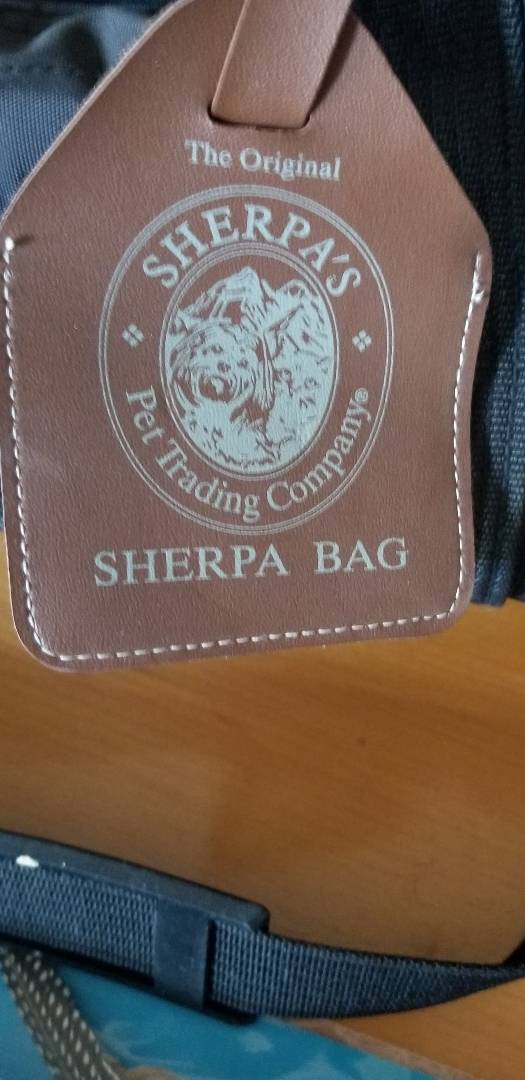 The Original
SHERPA'S
Pet Trading Company®
SHERPA BAG